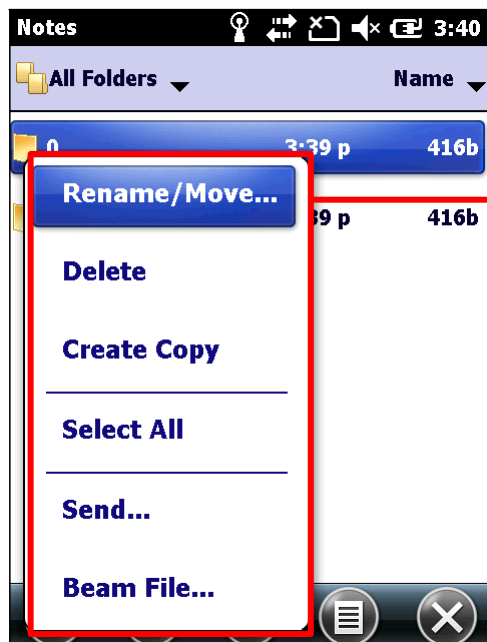 Notes 3:40
All Folders Name
0 3:39 p 416b
39 p 416b
Rename/Move...
Delete
Create Copy
Select All
Send...
Beam File...